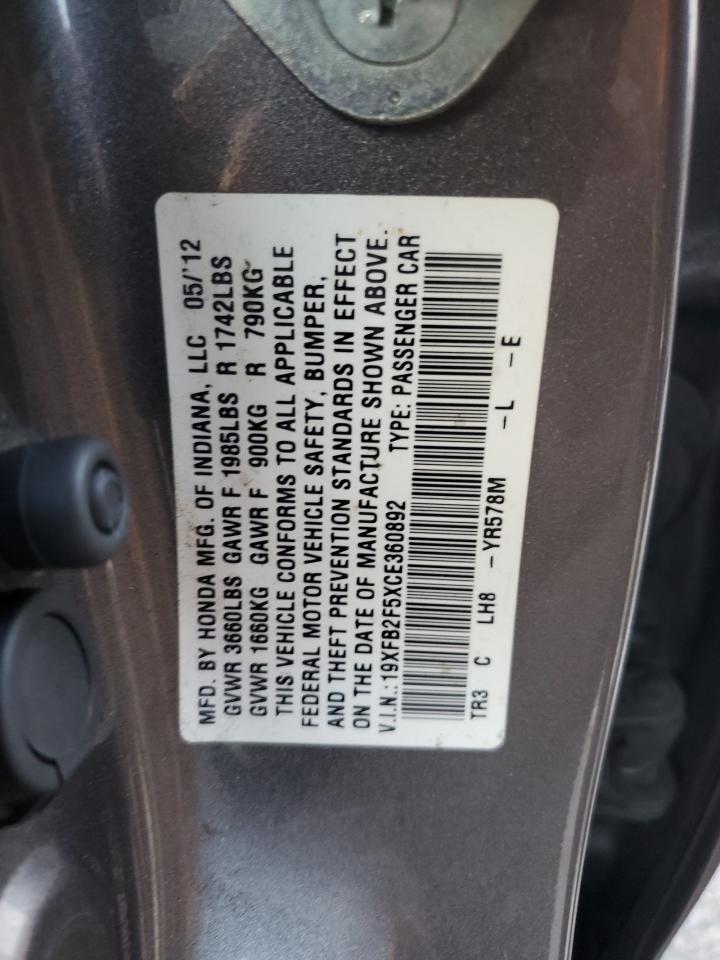 MFD. BY HONDA MFG. OF INDIANA, LLC 05/'12
GVWR 3660LBS GAWR F 1985LBS R 1742LBS
GVWR 1660KG GAWR F 900KG R 790KG
THIS VEHICLE CONFORMS TO ALL APPLICABLE
FEDERAL MOTOR VEHICLE SAFETY, BUMPER,
AND THEFT PREVENTION STANDARDS IN EFFECT
ON THE DATE OF MANUFACTURE SHOWN ABOVE.
V.I.N.:19XFB2F5XCE360892 TYPE: PASSENGER CAR
TR3 C LH8 -YR578M -L -E